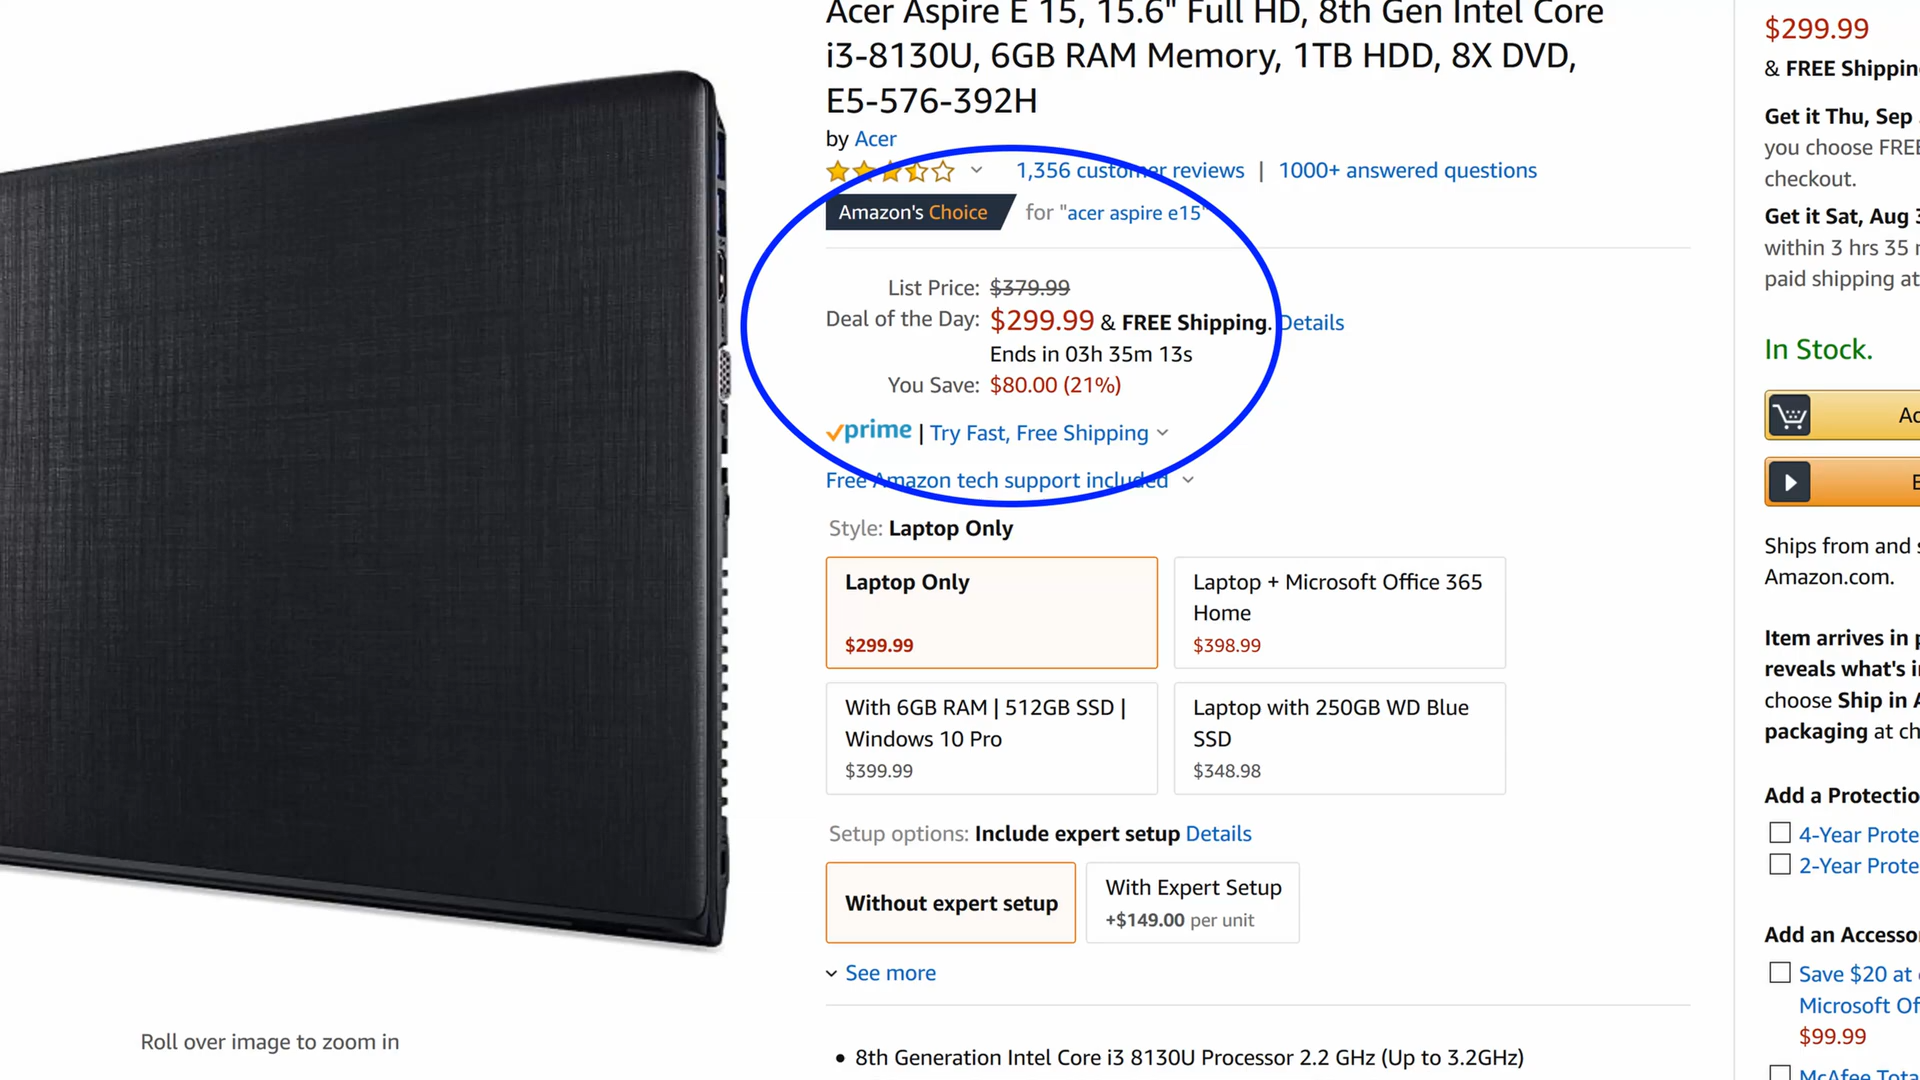 Acer Aspire E 15, 15.6" Full HD, 8th Gen Intel Core
i3-8130U, 6GB RAM Memory, 1TB HDD, 8X DVD,
E5-576-392H
by Acer
1,356 customer reviews | 1000+ answered questions
Amazon's Choice for "acer aspire e15"
List Price: $379.99
Deal of the Day: $299.99 & FREE Shipping. Details
Ends in 03h 35m 13s
You Save: $80.00 (21%)
prime | Try Fast, Free Shipping
Free Amazon tech support included
Style: Laptop Only
Laptop Only
$299.99
Laptop + Microsoft Office 365
Home
$398.99
With 6GB RAM | 512GB SSD |
Windows 10 Pro
$399.99
Laptop with 250GB WD Blue
SSD
$348.98
Setup options: Include expert setup Details
Without expert setup
With Expert Setup
+$149.00 per unit
See more
• 8th Generation Intel Core i3 8130U Processor 2.2 GHz (Up to 3.2GHz)
Roll over image to zoom in
$299.99
& FREE Shippin
Get it Thu, Sep
you choose FREE
checkout.
Get it Sat, Aug 3
within 3 hrs 35
paid shipping at
In Stock.
Ships from and
Amazon.com.
Item arrives in
reveals what's
choose Ship in
packaging at ch
Add a Protectio
4-Year Prote
2-Year Prote
Add an Accessor
Save $20 at
Microsoft Of
$99.99
McAfee Tota